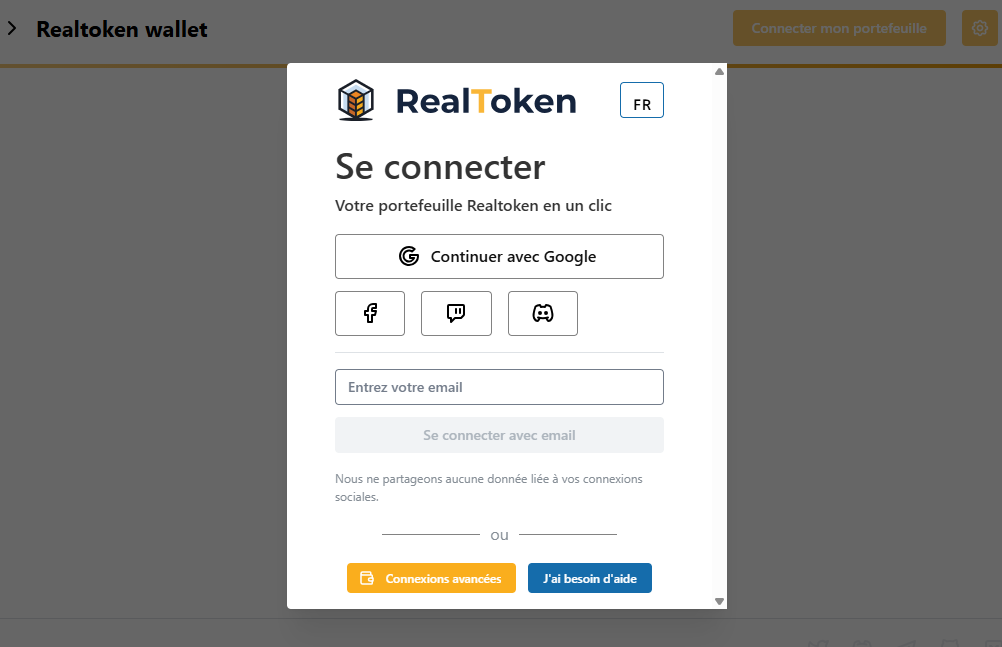 Realtoken wallet
Connecter mon portefeuille
RealToken
FR
Se connecter
Votre portefeuille Realtoken en un clic
Continuer avec Google
Entrez votre email
Se connecter avec email
Nous ne partageons aucune donnée liée à vos connexions
sociales.
ou
Connexions avancées
J'ai besoin d'aide